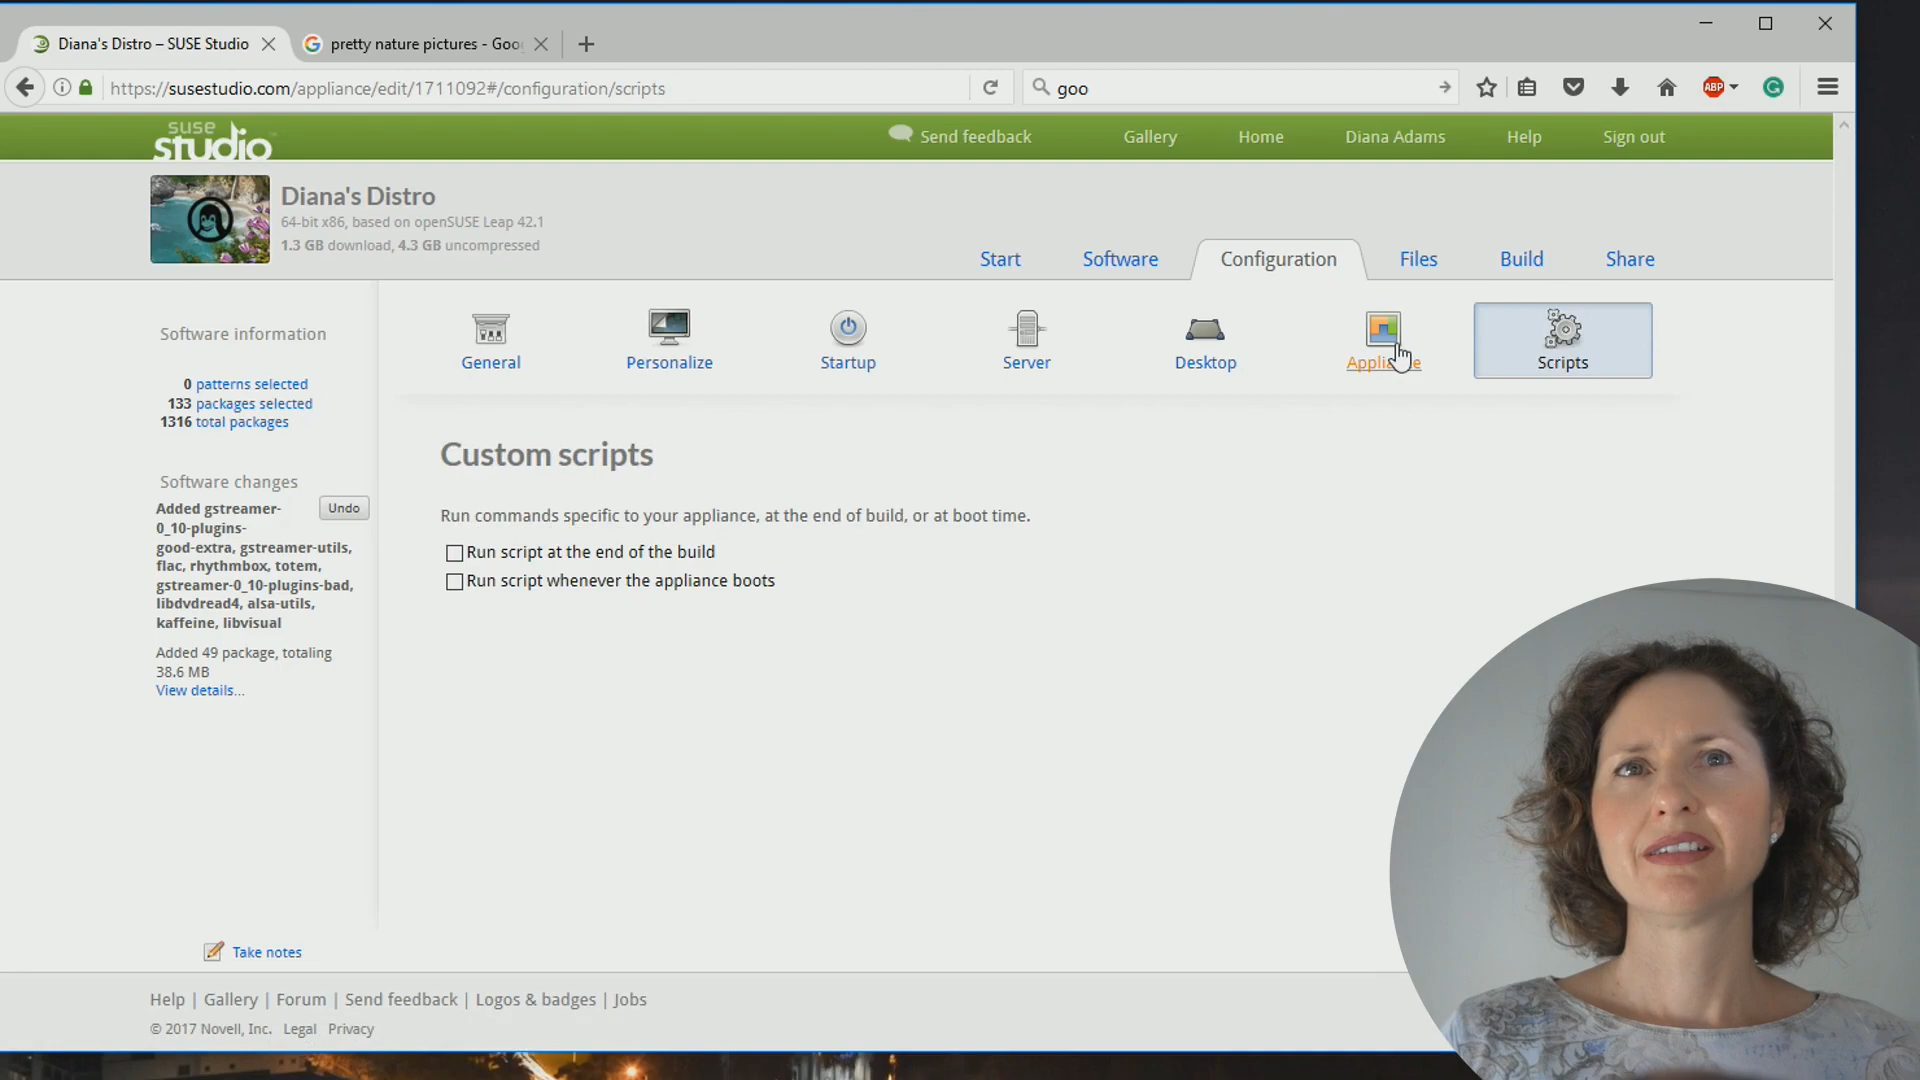 Diana's Distro – SUSE Studio
pretty nature pictures - Goo
https://susestudio.com/appliance/edit/1711092#/configuration/scripts
goo
ABP
suse studio
Send feedback
Gallery
Home
Diana Adams
Help
Sign out
Diana's Distro
64-bit x86, based on openSUSE Leap 42.1
1.3 GB download, 4.3 GB uncompressed
Start
Software
Configuration
Files
Build
Share
General
Personalize
Startup
Server
Desktop
Scripts
Software information
0 patterns selected
133 packages selected
1316 total packages
Software changes
Undo
Added gstreamer-
0_10-plugins-
good-extra, gstreamer-utils,
flac, rhythmbox, totem,
gstreamer-0_10-plugins-bad,
libdvdread4, alsa-utils,
kaffeine, libvisual
Added 49 package, totaling
38.6 MB
View details...
Custom scripts
Run commands specific to your appliance, at the end of build, or at boot time.
Run script at the end of the build
Run script whenever the appliance boots
Take notes
Help | Gallery | Forum | Send feedback | Logos & badges | Jobs
© 2017 Novell, Inc. Legal Privacy